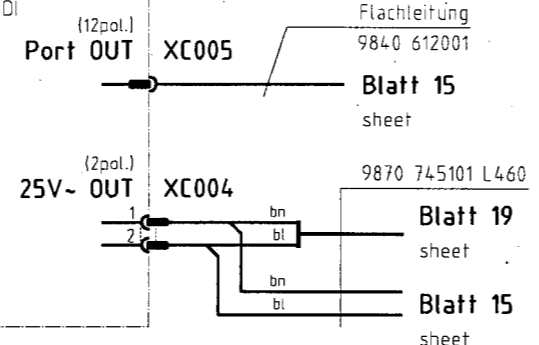 DI
(12pol.)
Port OUT XC005
Flachleitung
9840 612001
Blatt 15
sheet
(2pol.)
25V~ OUT XC004
9870 745101 L460
1 bn
2 bl
Blatt 19
sheet
bn
bl
Blatt 15
sheet